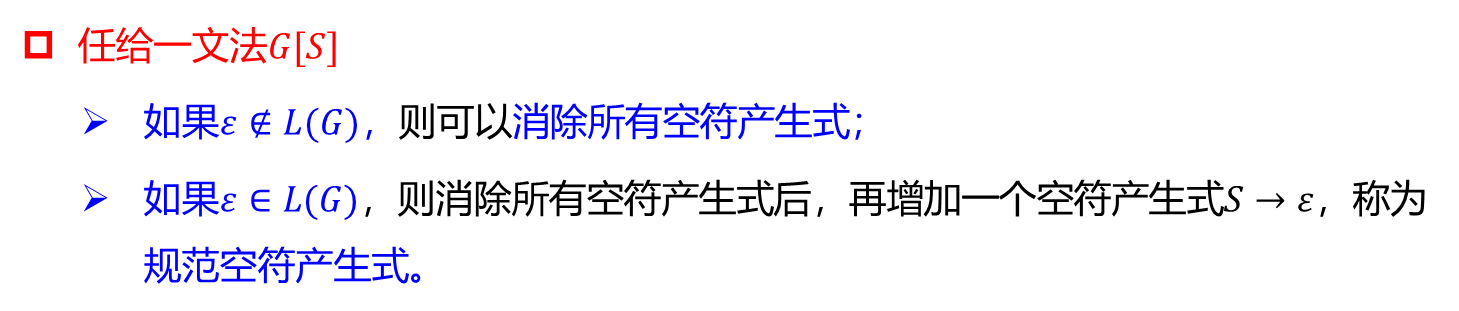 任给一文法G[S]
如果ε ∉ L(G)，则可以消除所有空符产生式；
如果ε ∈ L(G)，则消除所有空符产生式后，再增加一个空符产生式S → ε，称为
规范空符产生式。